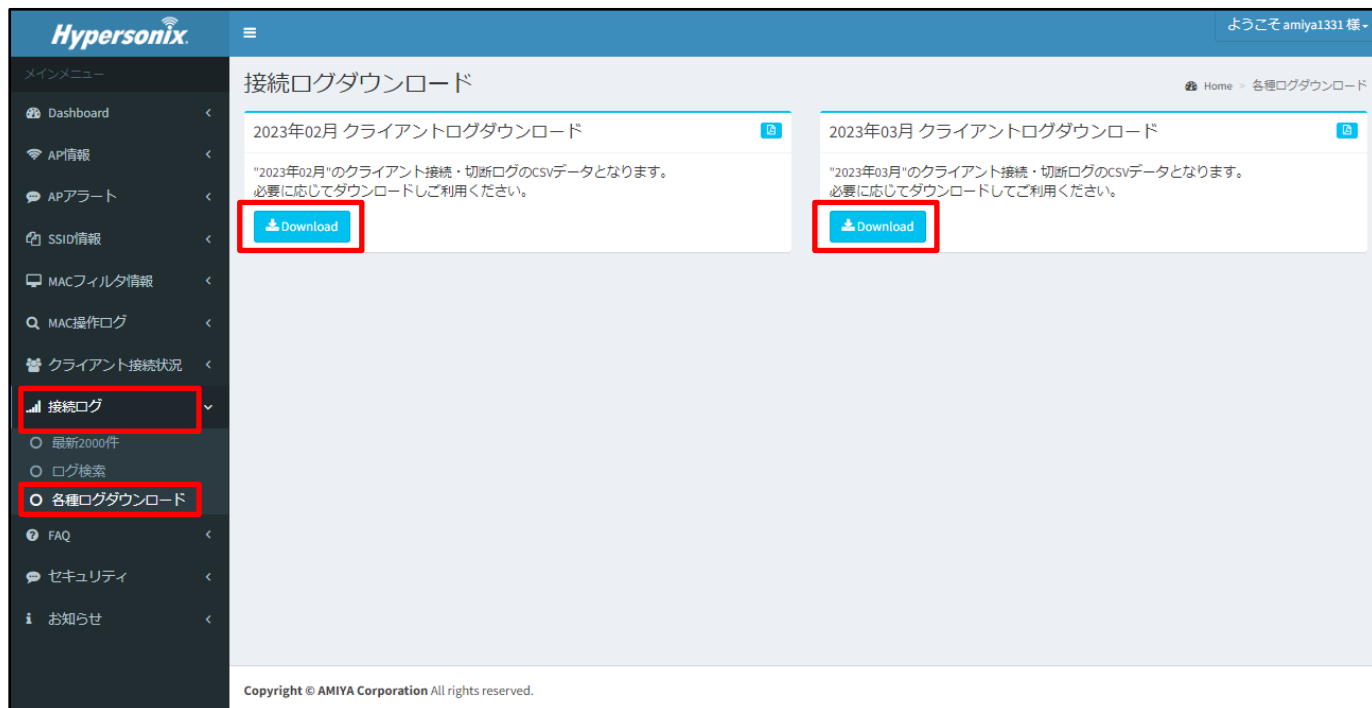 Hypersonix.
ようこそ amiya1331 様
メインメニュー
Dashboard
AP情報
APアラート
SSID情報
MACフィルタ情報
MAC操作ログ
クライアント接続状況
接続ログ
最新2000件
ログ検索
各種ログダウンロード
FAQ
セキュリティ
お知らせ
接続ログダウンロード
Home > 各種ログダウンロード
2023年02月 クライアントログダウンロード
"2023年02月"のクライアント接続・切断ログのCSVデータとなります。
必要に応じてダウンロードしご利用ください。
Download
2023年03月 クライアントログダウンロード
"2023年03月"のクライアント接続・切断ログのCSVデータとなります。
必要に応じてダウンロードしてご利用ください。
Download
Copyright © AMIYA Corporation All rights reserved.